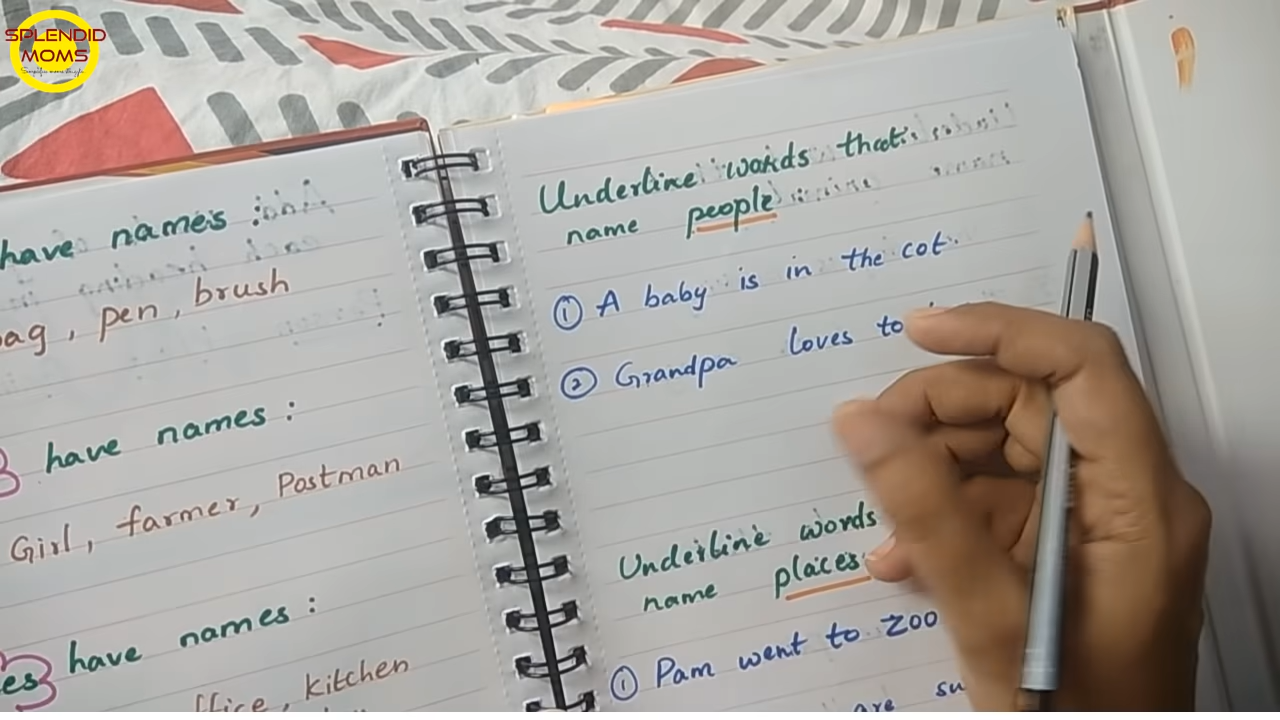 SPLENDID
MOMS
have names :
bag, pen, brush
have names :
Girl, farmer, Postman
have names :
office, kitchen
Underline words that
name people
① A baby is in the cot.
② Grandpa loves to
Underline words
name places
① Pam went to zoo
are